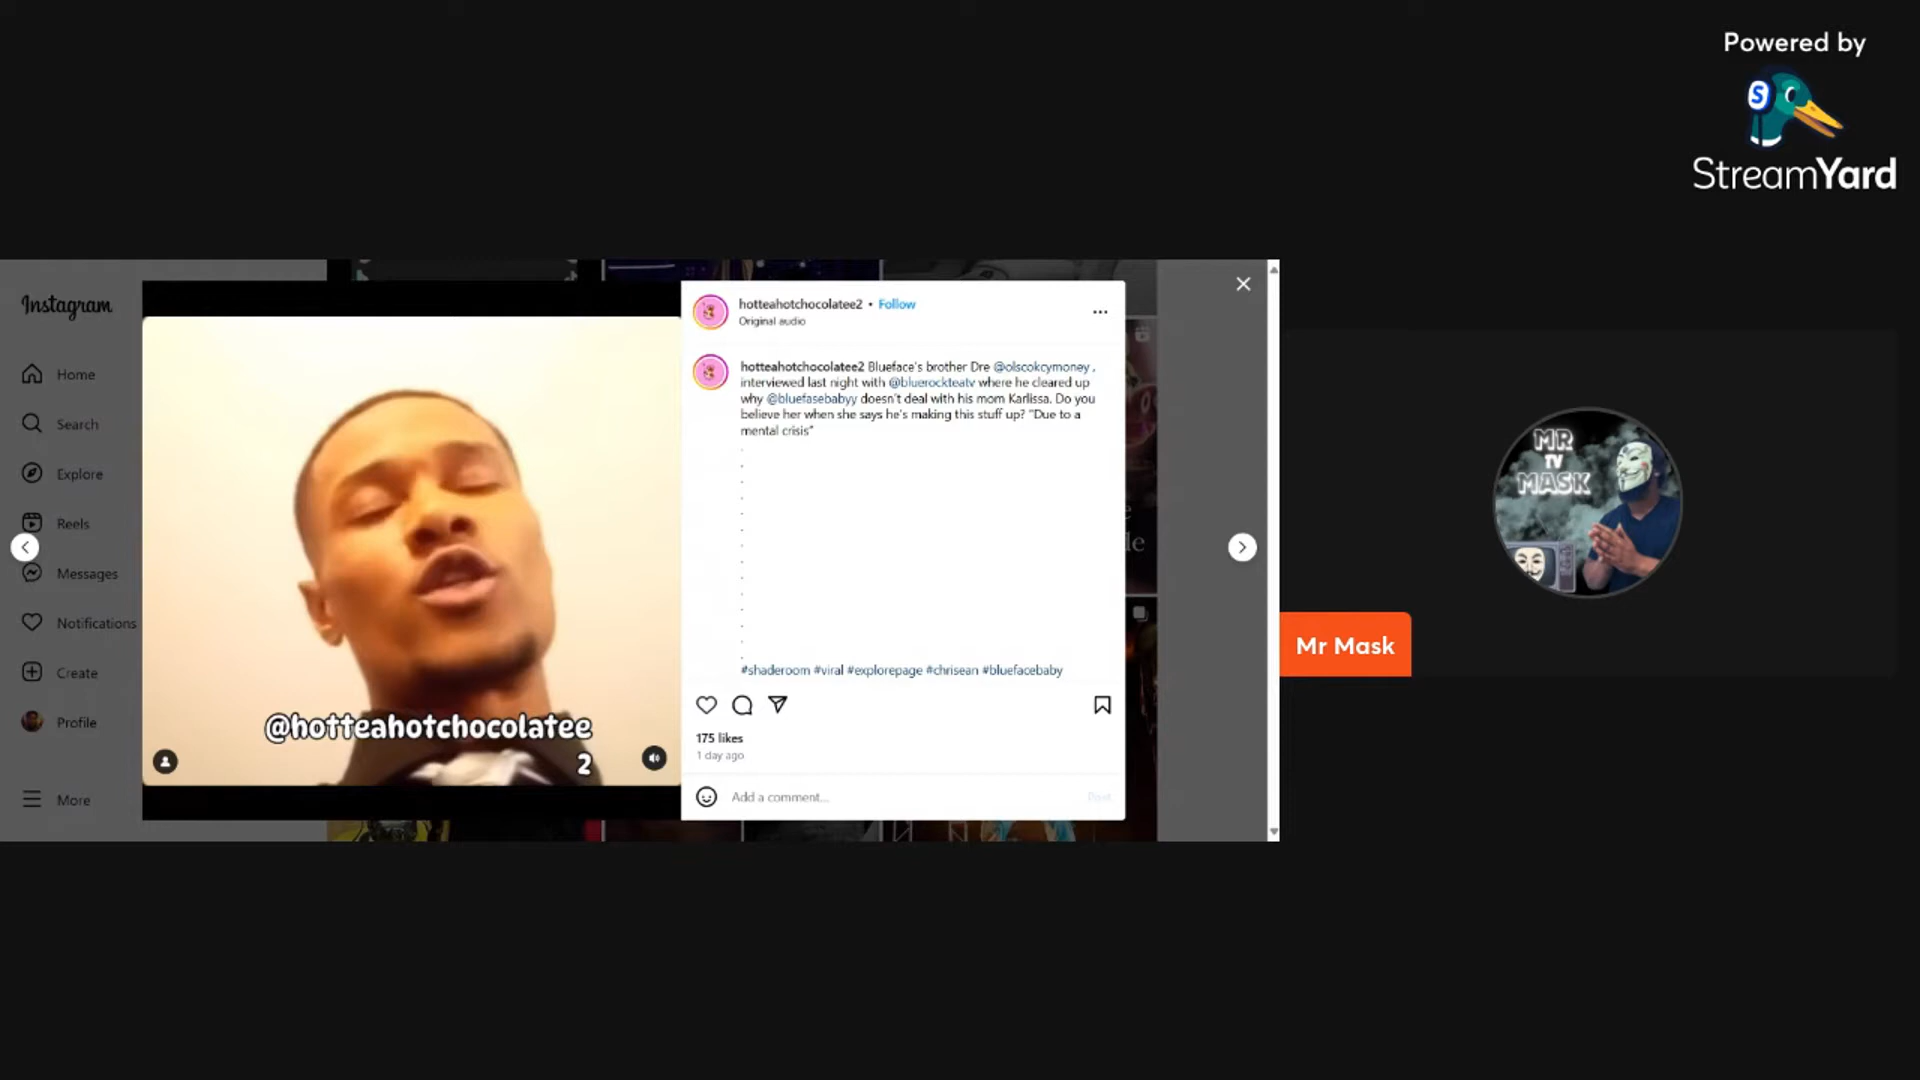 Powered by
S
StreamYard
Instagram
Home
Search
Explore
Reels
Messages
Notifications
Create
Profile
More
@hotteahotchocolatee
2
hotteahotchocolatee2 • Follow
Original audio
hotteahotchocolatee2 Blueface's brother Dre @olscokcymoney ,
interviewed last night with @bluerockteatv where he cleared up
why @bluefasebabyy doesn't deal with his mom Karlissa. Do you
believe her when she says he's making this stuff up? "Due to a
mental crisis"
.
.
.
.
.
.
.
.
.
.
.
.
.
.
#shaderoom #viral #explorepage #chrisean #bluefacebaby
175 likes
1 day ago
Add a comment...
Post
MR
TV
MASK
Mr Mask